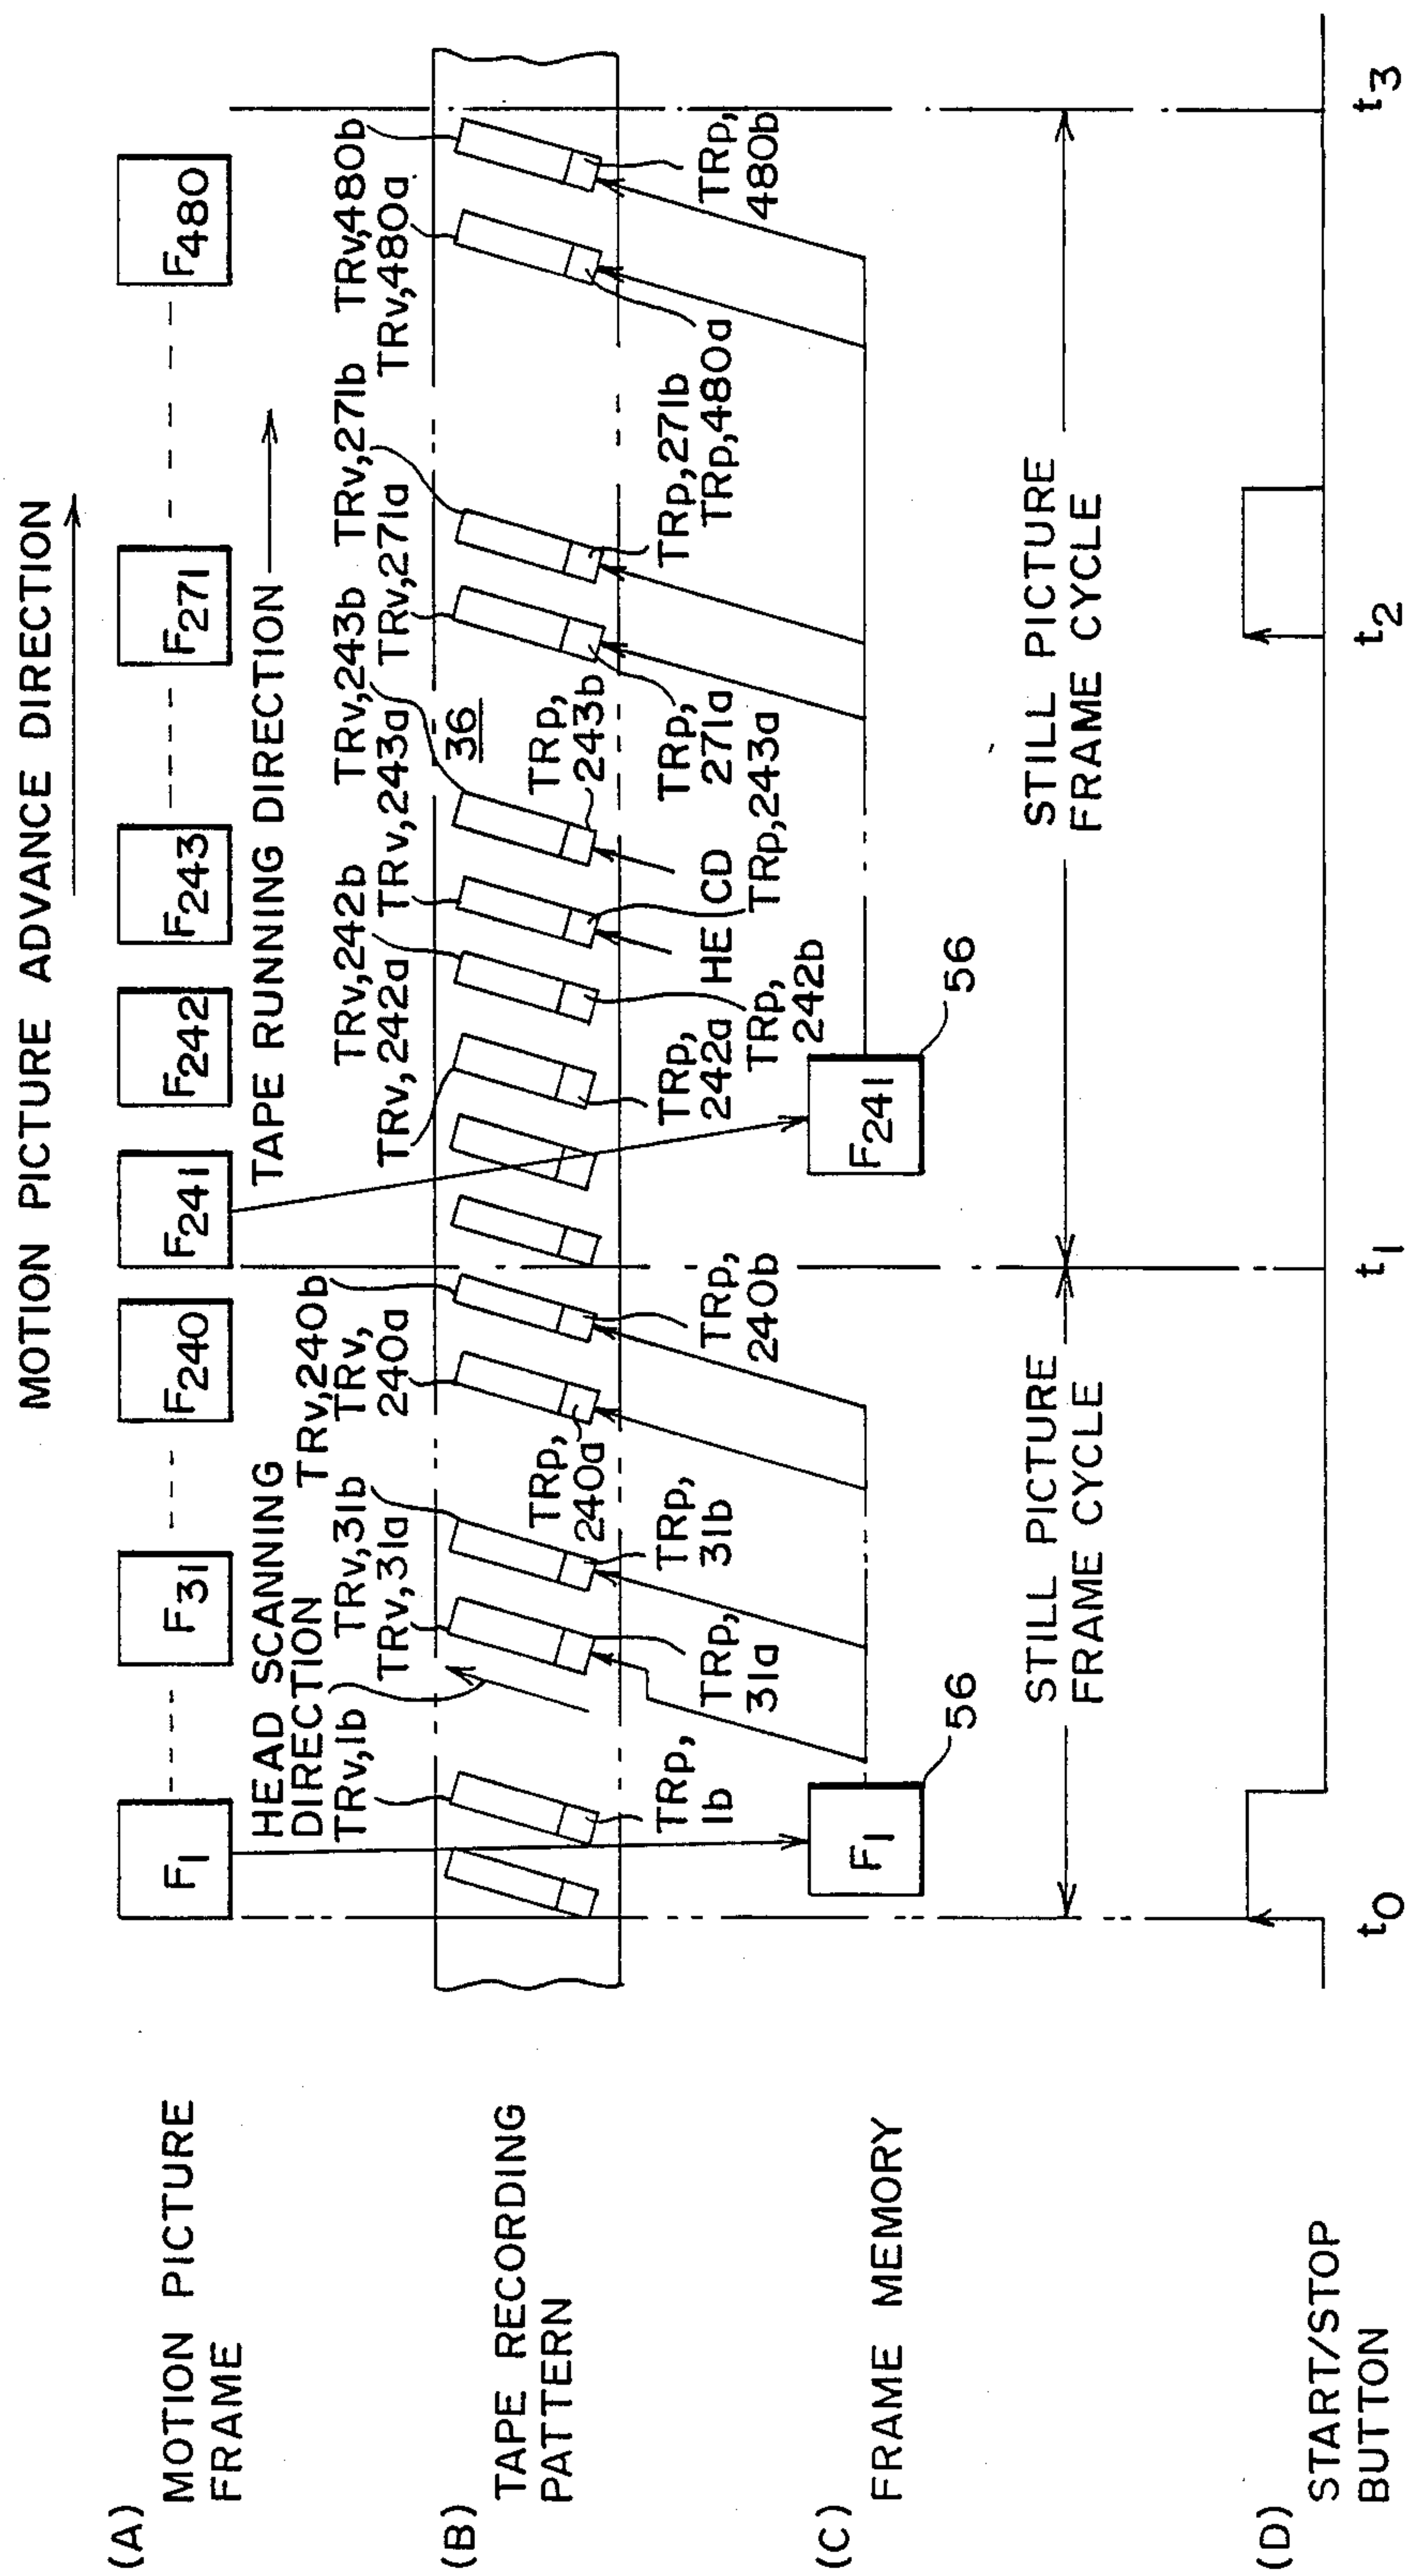 MOTION PICTURE ADVANCE DIRECTION
(A) MOTION PICTURE
FRAME
F1
F31
F240
F241
F242
F243
F271
F480
HEAD SCANNING
DIRECTION
TAPE RUNNING DIRECTION
(B) TAPE RECORDING
PATTERN
TRv,1b
TRv,31a
TRv,31b
TRv,240b
TRv,
240a
TRv,242a
TRv,242b
TRv,243a
TRv,243b
TRv,271a
TRv,271b
TRv,480a
TRv,480b
36
TRp,
1b
TRp,
31a
TRp,
31b
TRp,
240a
TRp,
240b
TRp,
242a
TRp,
242b
HE
CD
TRp,243a
TRp,
243b
TRp,
271a
TRp,271b
TRp,480a
TRp,
480b
(C) FRAME MEMORY
F1
56
F241
56
STILL PICTURE
FRAME CYCLE
STILL PICTURE
FRAME CYCLE
(D) START/STOP
BUTTON
t0
t1
t2
t3